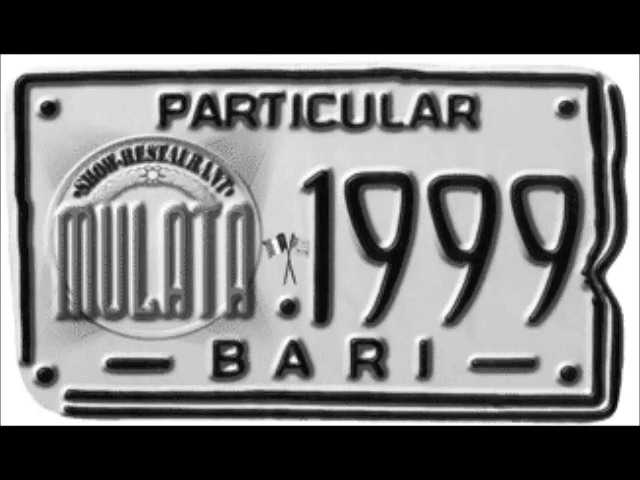 PARTICULAR
SHOW-RESTAURANT
MULATA
.1999
- BARI -